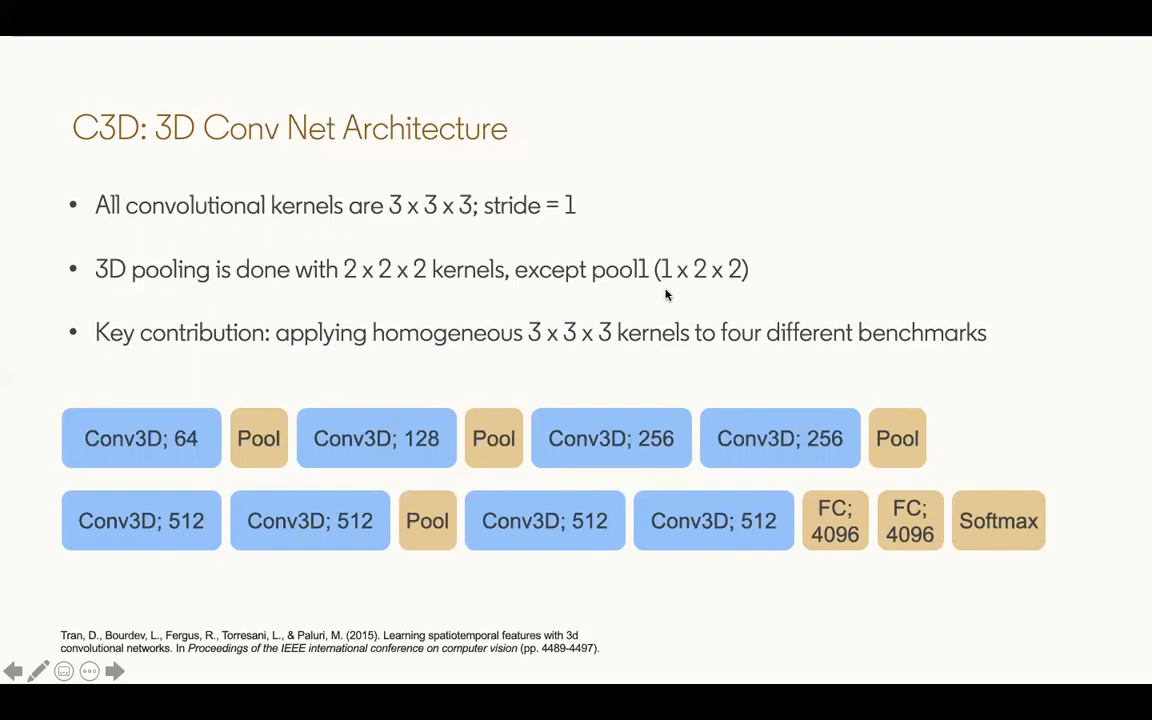 C3D: 3D Conv Net Architecture
• All convolutional kernels are 3 x 3 x 3; stride = 1
• 3D pooling is done with 2 x 2 x 2 kernels, except pool1 (1 x 2 x 2)
• Key contribution: applying homogeneous 3 x 3 x 3 kernels to four different benchmarks
Conv3D; 64 Pool Conv3D; 128 Pool Conv3D; 256 Conv3D; 256 Pool
Conv3D; 512 Conv3D; 512 Pool Conv3D; 512 Conv3D; 512 FC; 4096 FC; 4096 Softmax
Tran, D., Bourdev, L., Fergus, R., Torresani, L., & Paluri, M. (2015). Learning spatiotemporal features with 3d
convolutional networks. In Proceedings of the IEEE international conference on computer vision (pp. 4489-4497).